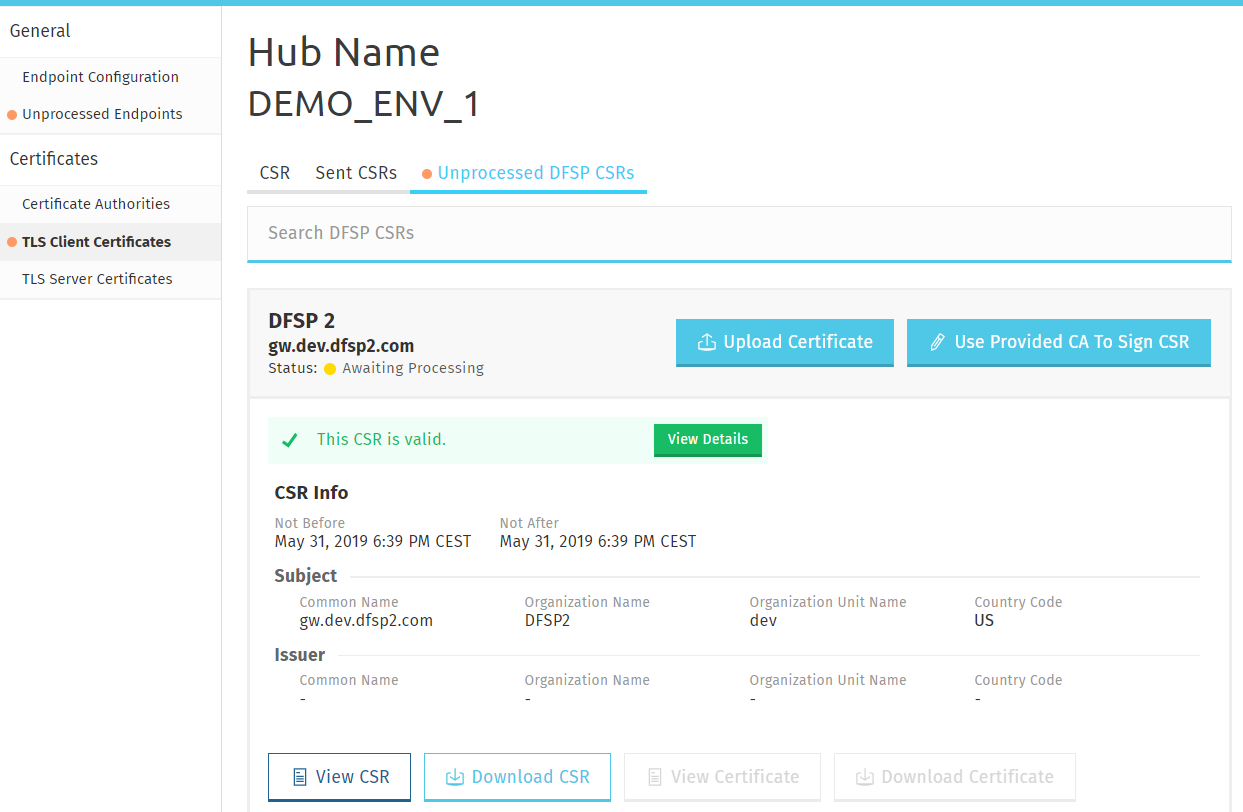 General
Endpoint Configuration
Unprocessed Endpoints
Certificates
Certificate Authorities
TLS Client Certificates
TLS Server Certificates
Hub Name
DEMO_ENV_1
CSR Sent CSRs Unprocessed DFSP CSRs
Search DFSP CSRs
DFSP 2
gw.dev.dfsp2.com
Status: Awaiting Processing
Upload Certificate Use Provided CA To Sign CSR
This CSR is valid. View Details
CSR Info
Not Before Not After
May 31, 2019 6:39 PM CEST May 31, 2019 6:39 PM CEST
Subject
Common Name Organization Name Organization Unit Name Country Code
gw.dev.dfsp2.com DFSP2 dev US
Issuer
Common Name Organization Name Organization Unit Name Country Code
- - - -
View CSR Download CSR View Certificate Download Certificate